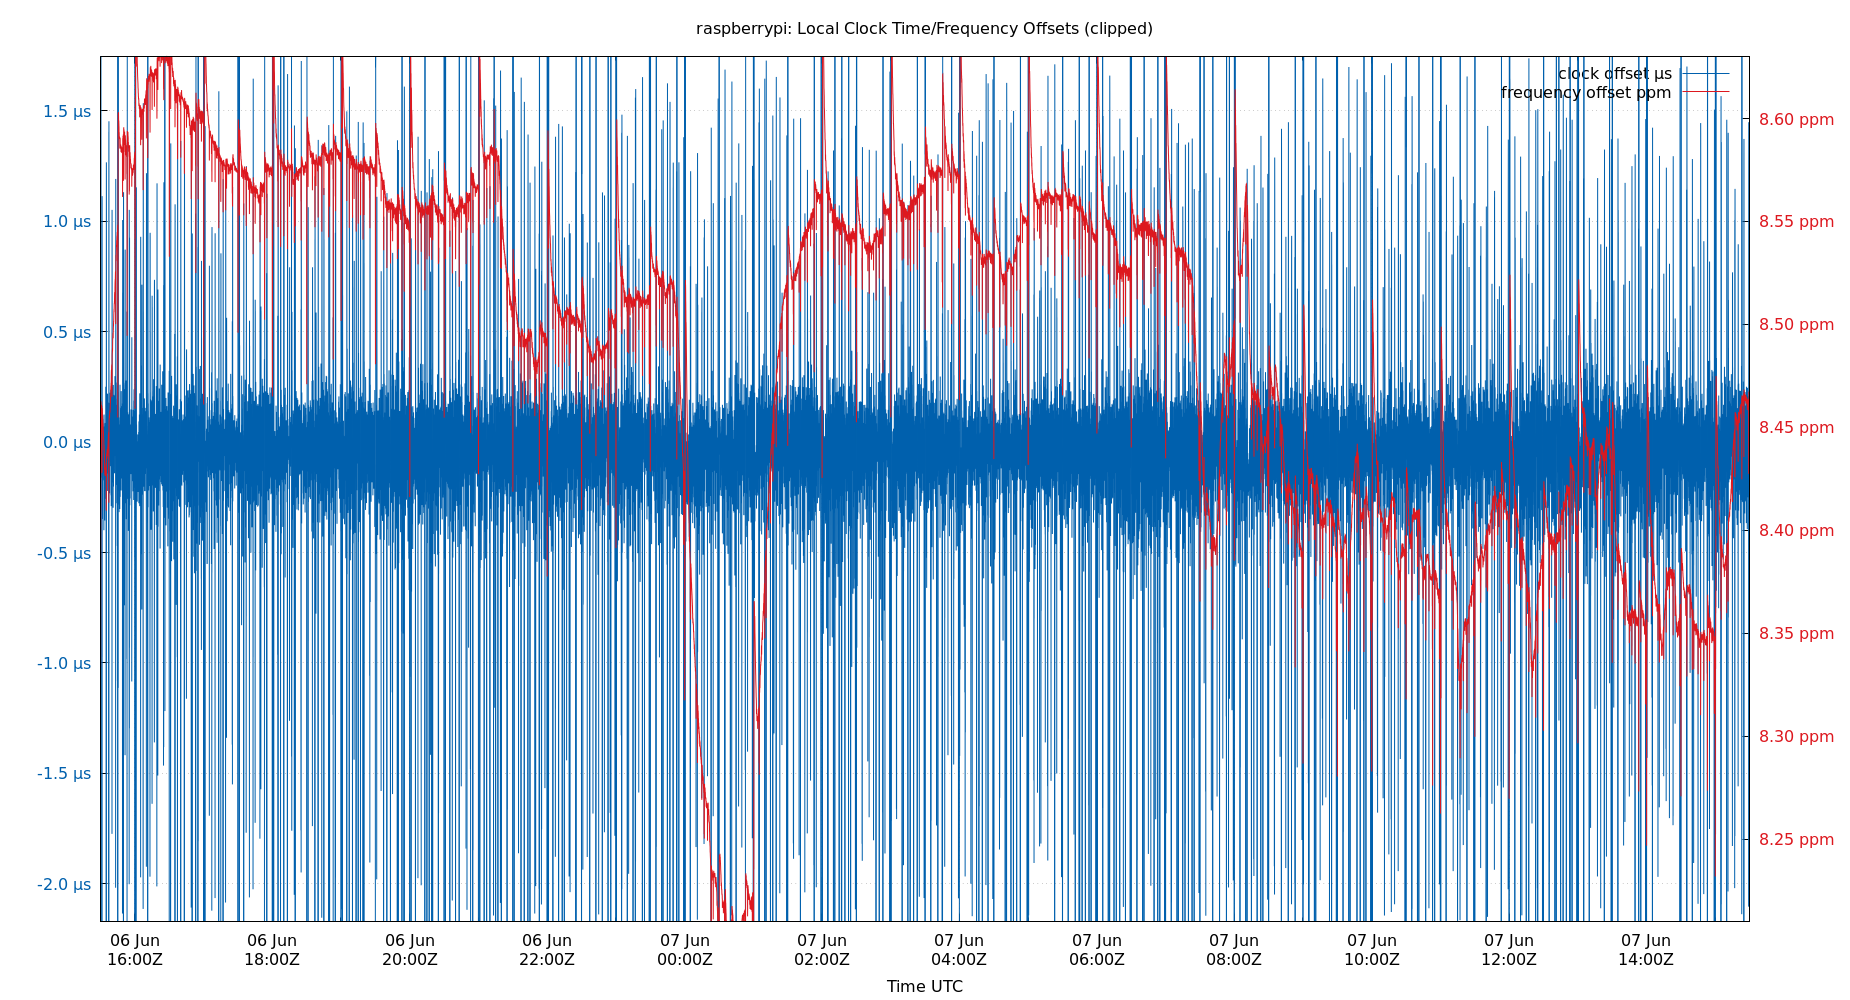 raspberrypi: Local Clock Time/Frequency Offsets (clipped)
clock offset µs
frequency offset ppm
1.5 µs
1.0 µs
0.5 µs
0.0 µs
-0.5 µs
-1.0 µs
-1.5 µs
-2.0 µs
8.60 ppm
8.55 ppm
8.50 ppm
8.45 ppm
8.40 ppm
8.35 ppm
8.30 ppm
8.25 ppm
06 Jun 06 Jun 06 Jun 06 Jun 07 Jun 07 Jun 07 Jun 07 Jun 07 Jun 07 Jun 07 Jun 07 Jun
16:00Z 18:00Z 20:00Z 22:00Z 00:00Z 02:00Z 04:00Z 06:00Z 08:00Z 10:00Z 12:00Z 14:00Z
Time UTC